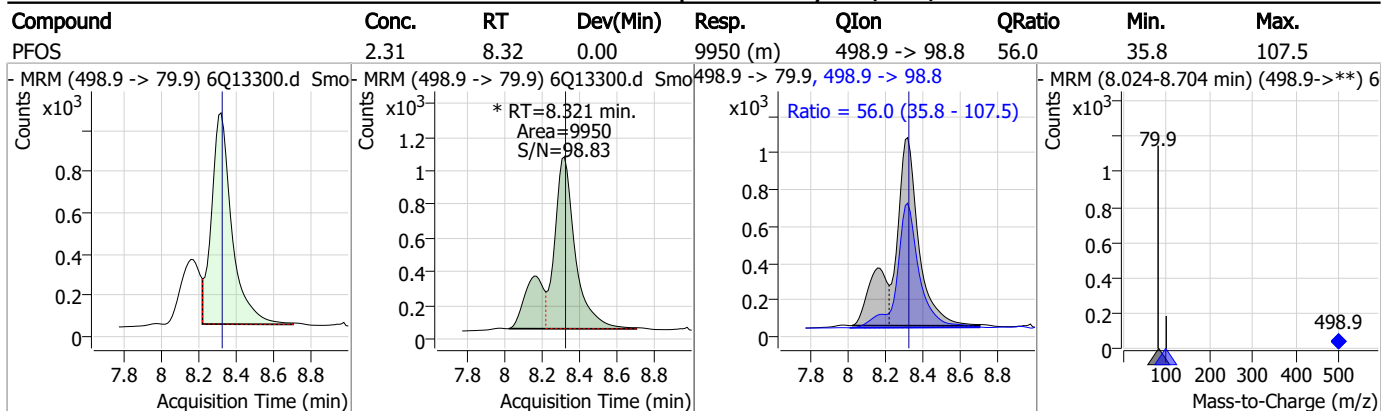 Compound Conc. RT Dev(Min) Resp. QIon QRatio Min. Max.
PFOS 2.31 8.32 0.00 9950 (m) 498.9 -> 98.8 56.0 35.8 107.5
- MRM (498.9 -> 79.9) 6Q13300.d Smo
Counts
x10³
0.8
0.6
0.4
0.2
0
7.8 8 8.2 8.4 8.6 8.8
Acquisition Time (min)
- MRM (498.9 -> 79.9) 6Q13300.d Smo
Counts
x10³
* RT=8.321 min.
Area=9950
S/N=98.83
1.2
1
0.8
0.6
0.4
0.2
0
7.8 8 8.2 8.4 8.6 8.8
Acquisition Time (min)
498.9 -> 79.9, 498.9 -> 98.8
x10³
Ratio = 56.0 (35.8 - 107.5)
1
0.8
0.6
0.4
0.2
0
7.8 8 8.2 8.4 8.6 8.8
Acquisition Time (min)
- MRM (8.024-8.704 min) (498.9->**) 6
Counts
x10³
79.9
1
0.8
0.6
0.4
0.2
0
498.9
100 200 300 400 500
Mass-to-Charge (m/z)